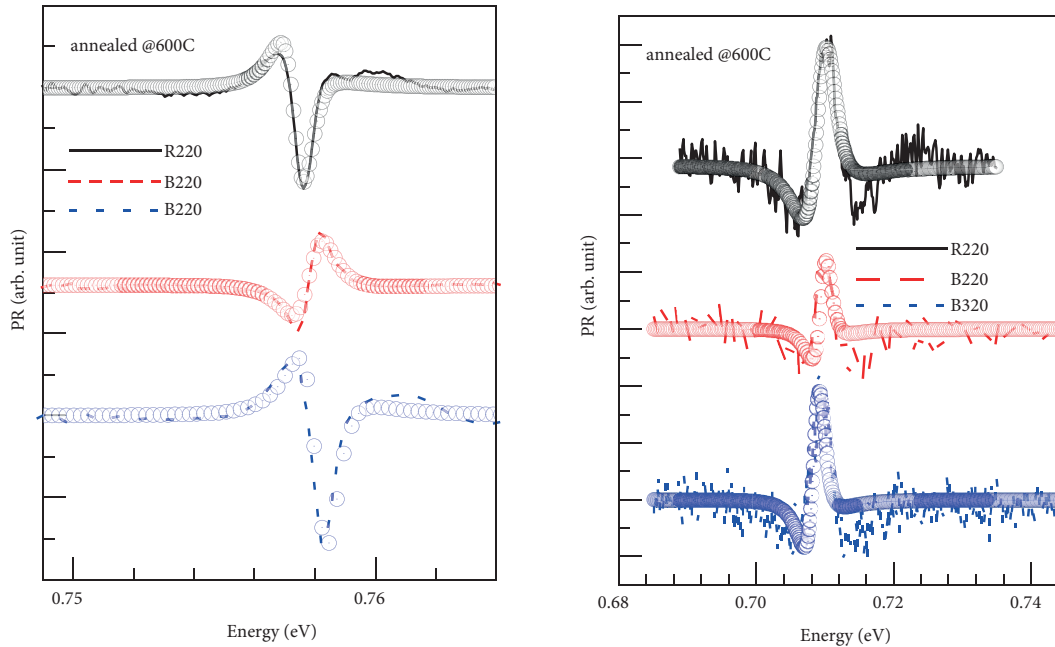 annealed @600C
R220
B220
B220
PR (arb. unit)
0.75
0.76
Energy (eV)
annealed @600C
R220
B220
B320
PR (arb. unit)
0.68
0.70
0.72
0.74
Energy (eV)